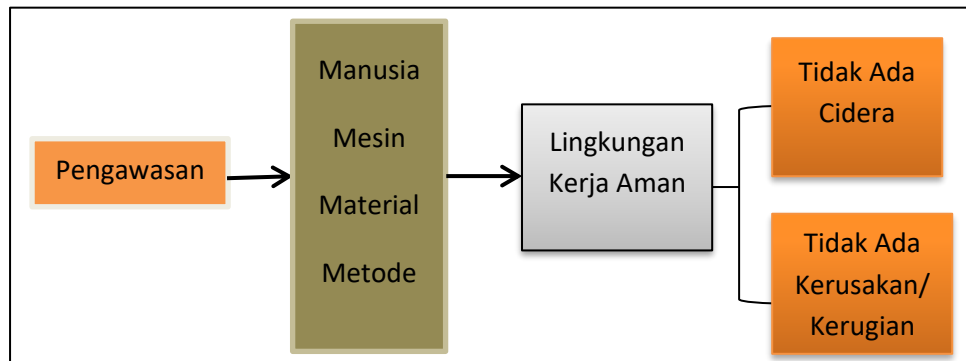 Pengawasan
Manusia
Mesin
Material
Metode
Lingkungan
Kerja Aman
Tidak Ada
Cidera
Tidak Ada
Kerusakan/
Kerugian